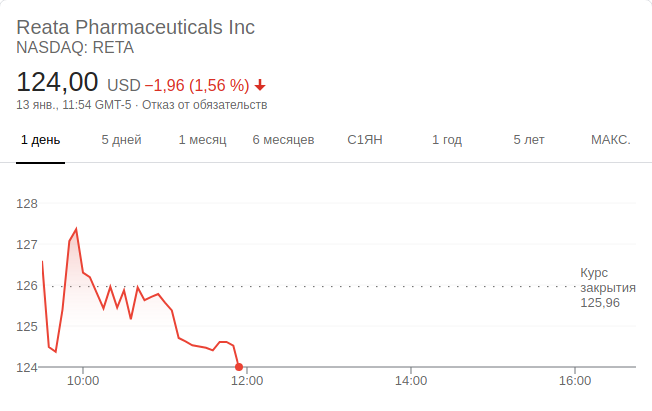 Reata Pharmaceuticals Inc
NASDAQ: RETA
124,00 USD −1,96 (1,56 %)
13 янв., 11:54 GMT-5 · Отказ от обязательств
1 день 5 дней 1 месяц 6 месяцев С1ЯН 1 год 5 лет МАКС.
128
127
126
125
124
Курс
закрытия
125,96
10:00 12:00 14:00 16:00